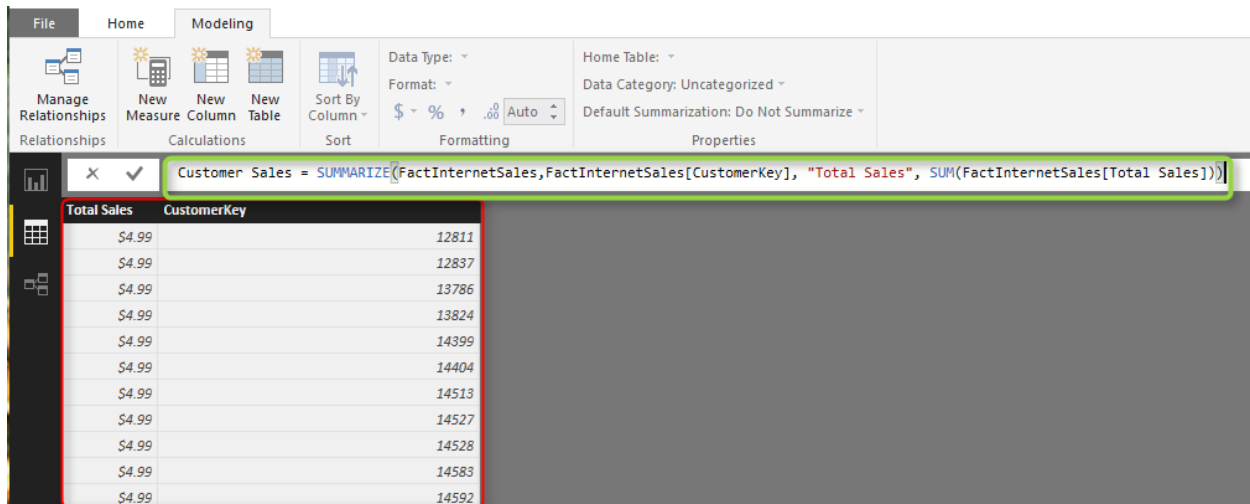 File Home Modeling
Data Type: Home Table:
Format: Data Category: Uncategorized
Manage Relationships New Measure New Column New Table Sort By Column $ % , .00 Auto Default Summarization: Do Not Summarize
Relationships Calculations Sort Formatting Properties
Customer Sales = SUMMARIZE(FactInternetSales,FactInternetSales[CustomerKey], "Total Sales", SUM(FactInternetSales[Total Sales]))
Total Sales CustomerKey
$4.99 12811
$4.99 12837
$4.99 13786
$4.99 13824
$4.99 14399
$4.99 14404
$4.99 14513
$4.99 14527
$4.99 14528
$4.99 14583
$4.99 14592